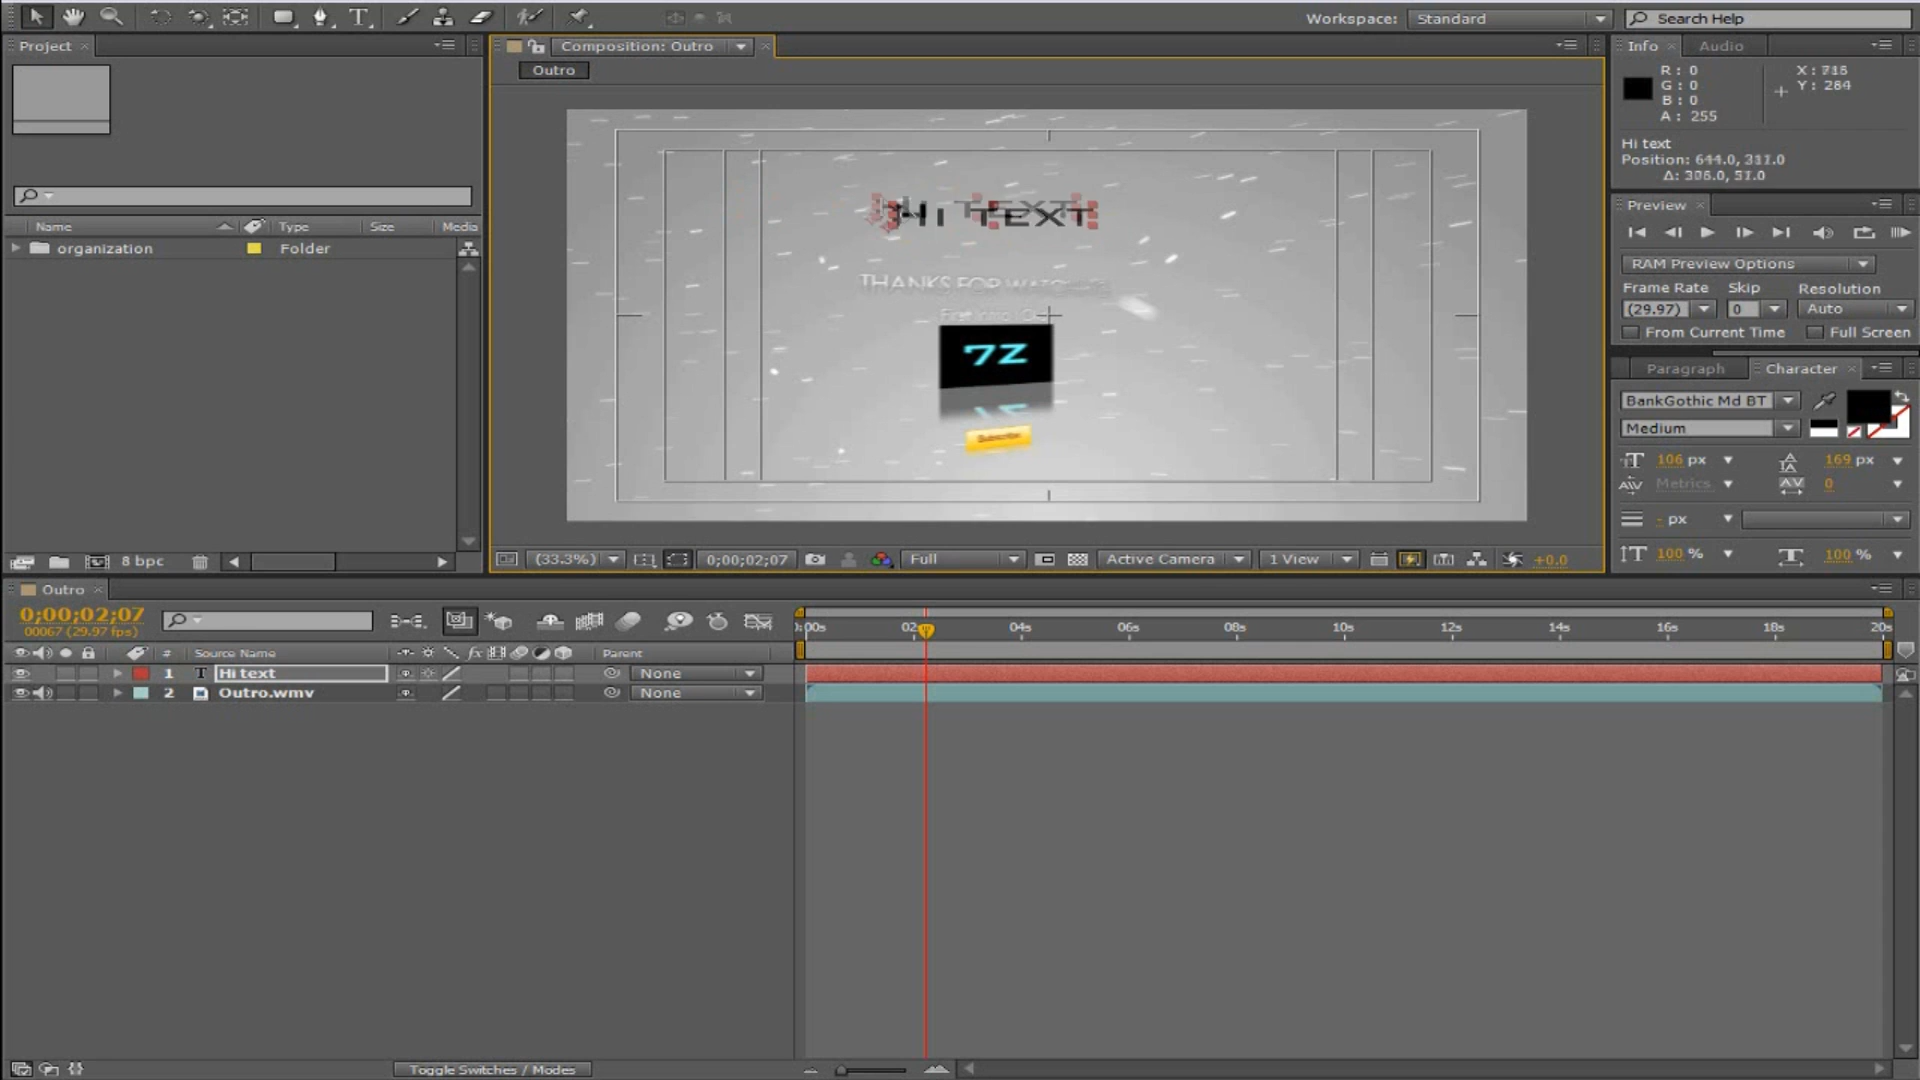 Workspace: Standard Search Help
Project
Composition: Outro
Info Audio
Outro
R: 0
G: 0
B: 0
A: 255
X: 715
Y: 284
Hi text
Position: 644.0, 311.0
HI TEXT
Name Type Size Media
organization Folder
THANKS FOR WATCHING
7Z
Subscribe
Preview
RAM Preview Options
Frame Rate Skip Resolution
(29.97) 0 Auto
From Current Time Full Screen
Paragraph Character
BankGothic Md BT
Medium
106 px 169 px
Metrics 0
- px
100 % 100 %
8 bpc
(33.3%) 0;00;02;07 Full Active Camera 1 View +0.0
Outro
0;00;02;07
00067 (29.97 fps)
:00s 02 04s 06s 08s 10s 12s 14s 16s 18s 20s
# Source Name fx Parent
1 T Hi text None
2 Outro.wmv None
Toggle Switches / Modes